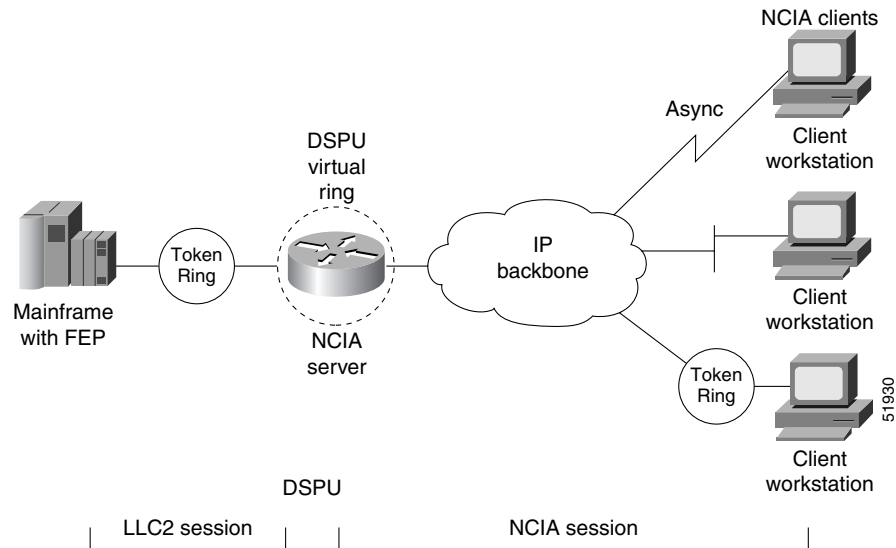 NCIA clients
Async
Client
workstation
DSPU
virtual
ring
Token
Ring
IP
backbone
Mainframe
with FEP
NCIA
server
Client
workstation
Token
Ring
51930
Client
workstation
DSPU
LLC2 session
NCIA session